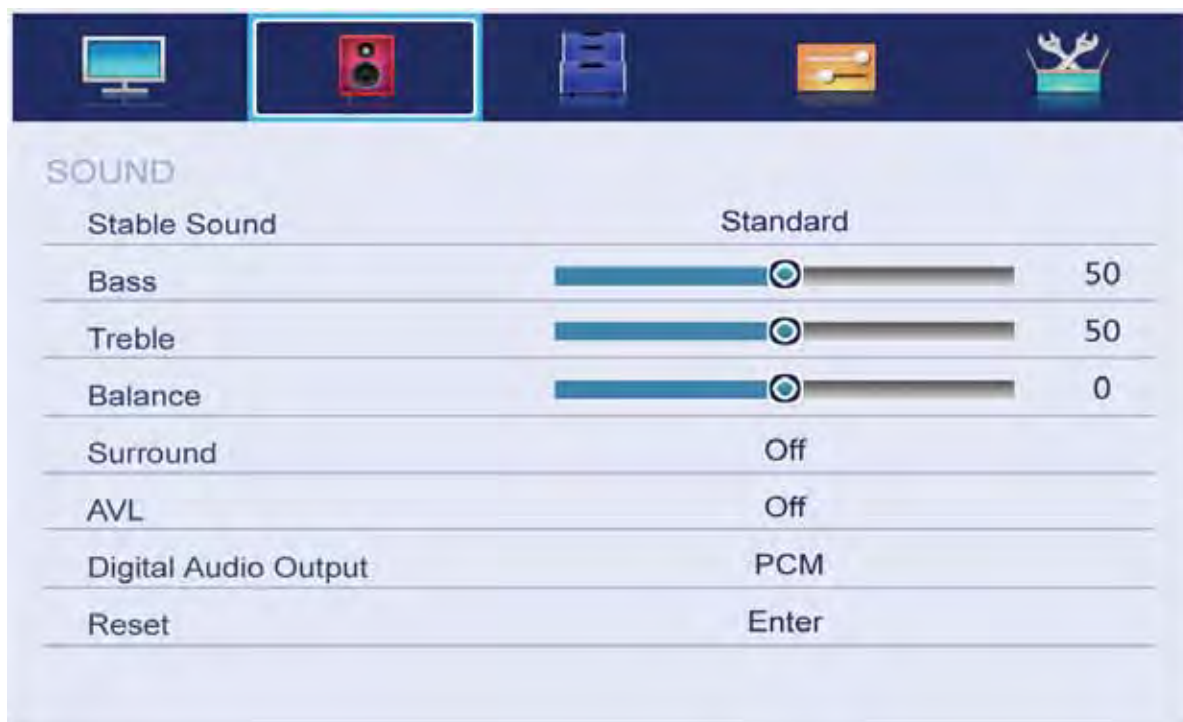 SOUND
Stable Sound Standard
Bass 50
Treble 50
Balance 0
Surround Off
AVL Off
Digital Audio Output PCM
Reset Enter